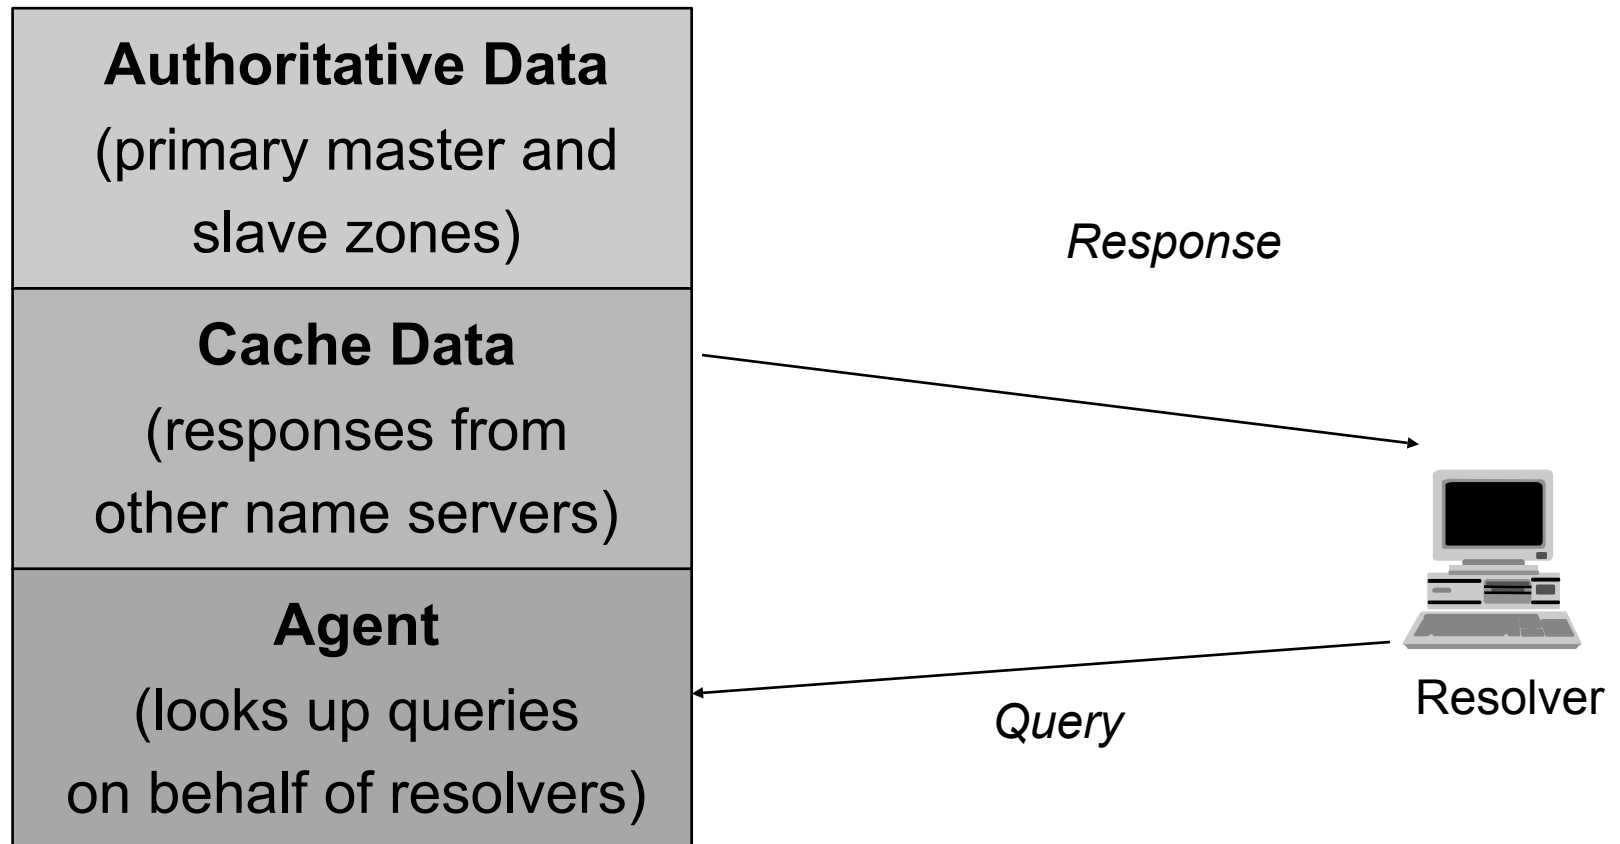 Authoritative Data
(primary master and
slave zones)
Response
Cache Data
(responses from
other name servers)
Agent
(looks up queries
on behalf of resolvers)
Query
Resolver